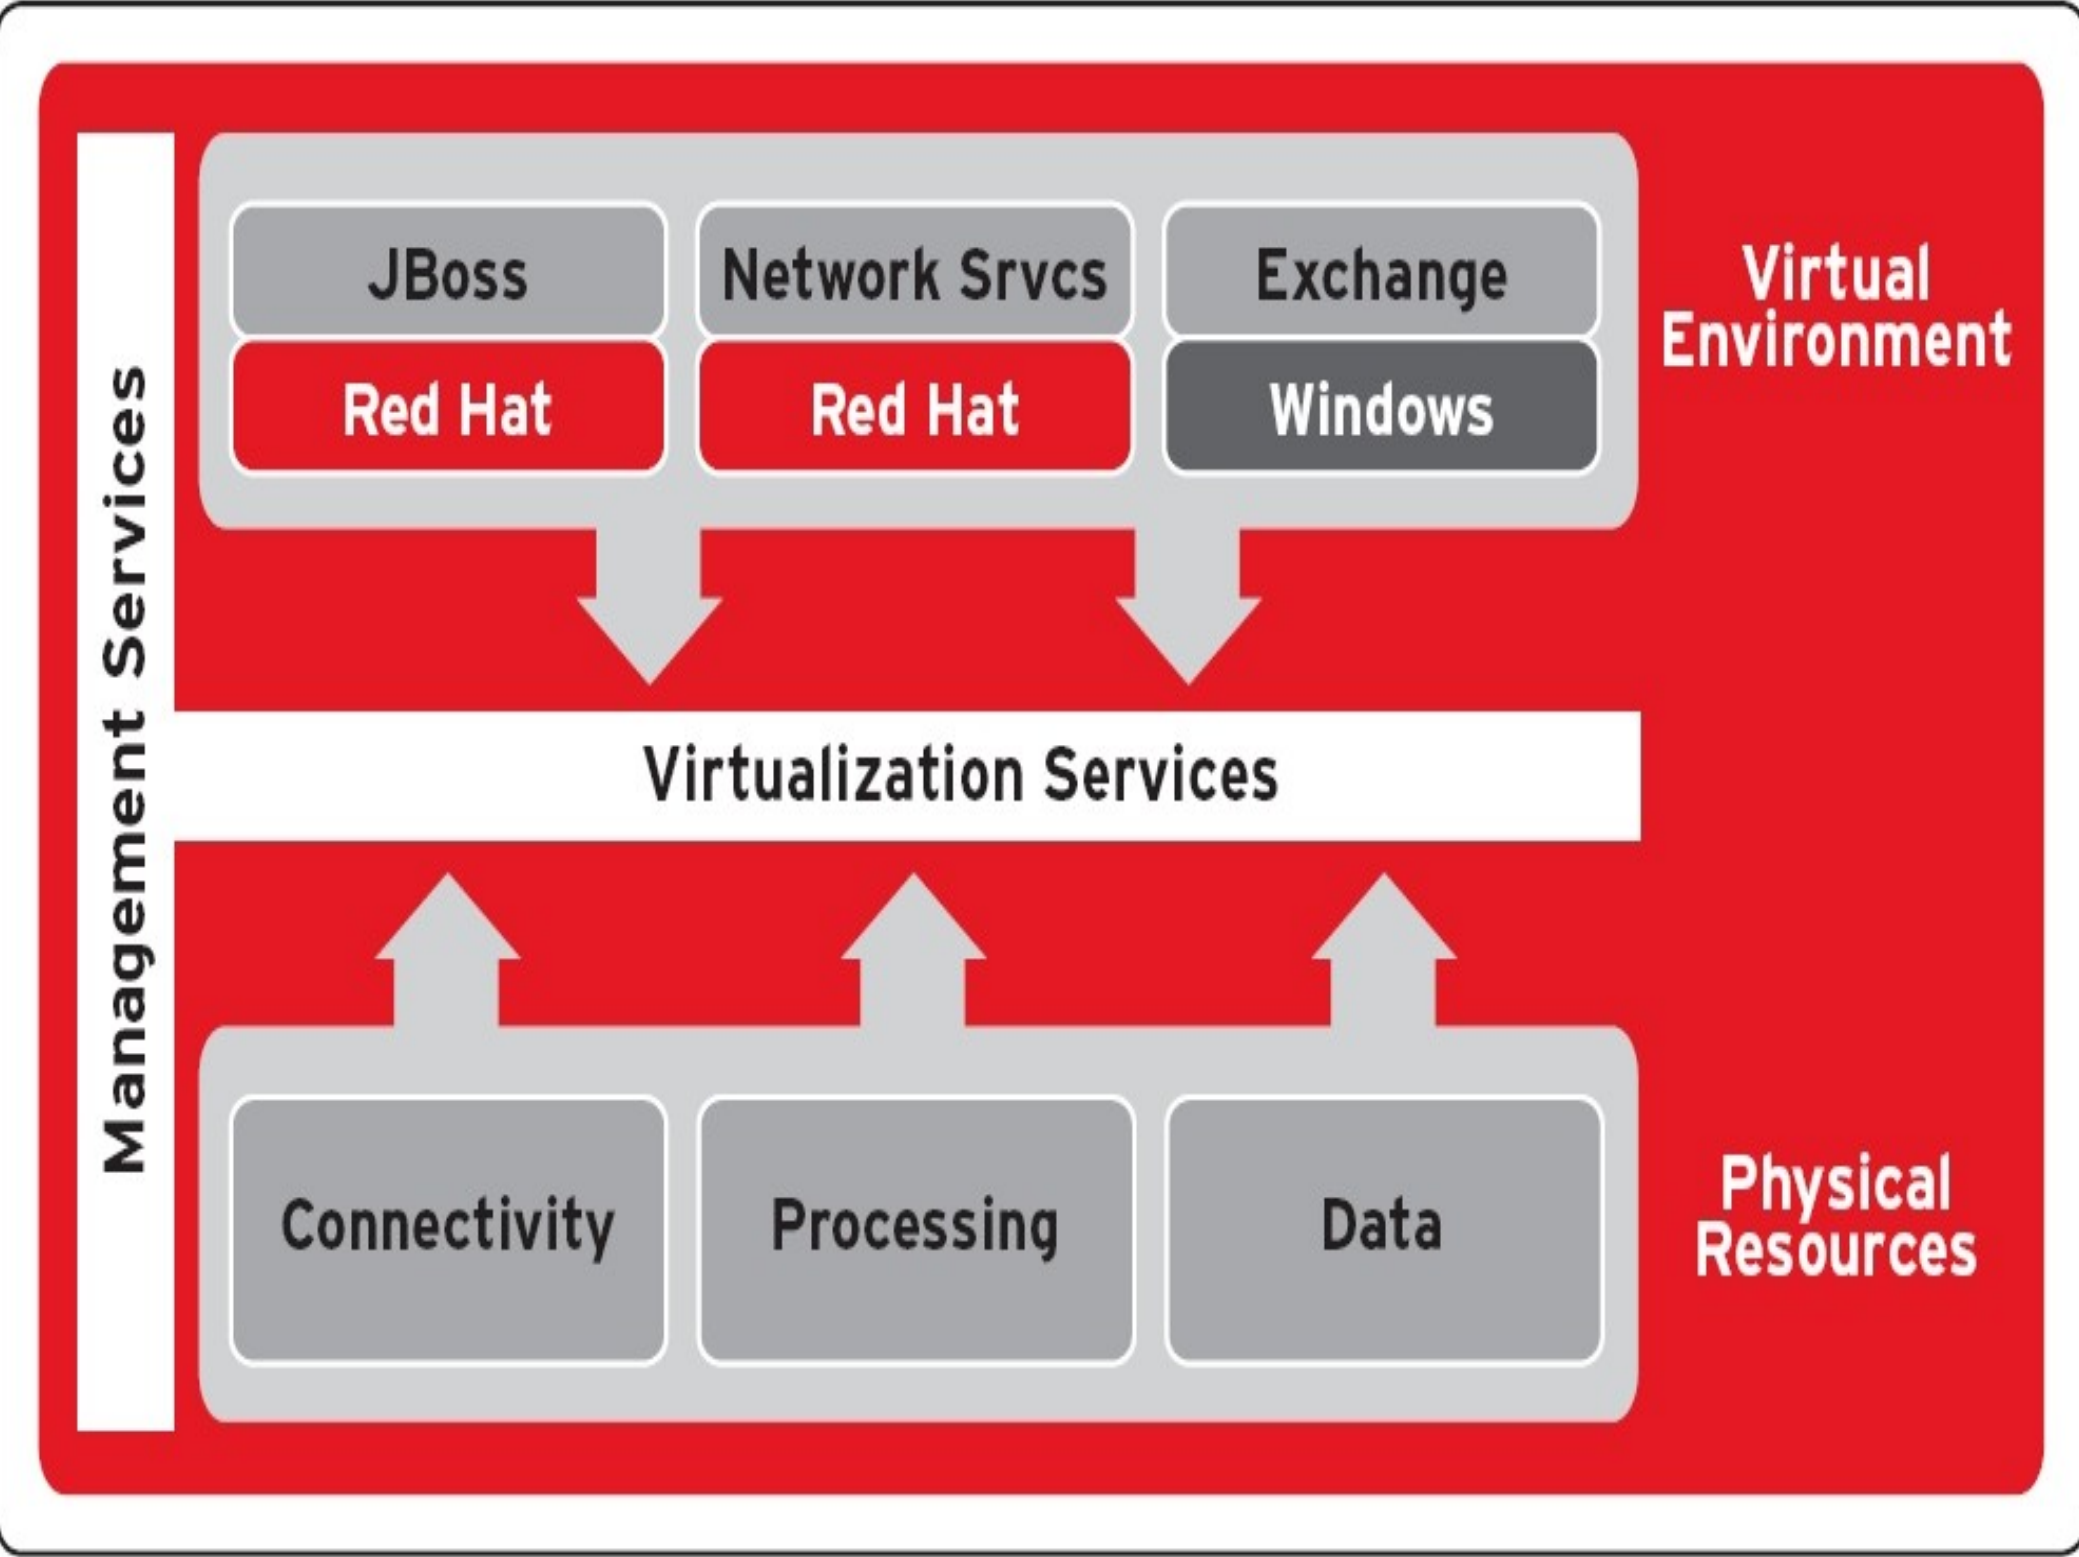 Management Services
JBoss
Network Srvcs
Exchange
Red Hat
Red Hat
Windows
Virtual
Environment
Virtualization Services
Connectivity
Processing
Data
Physical
Resources